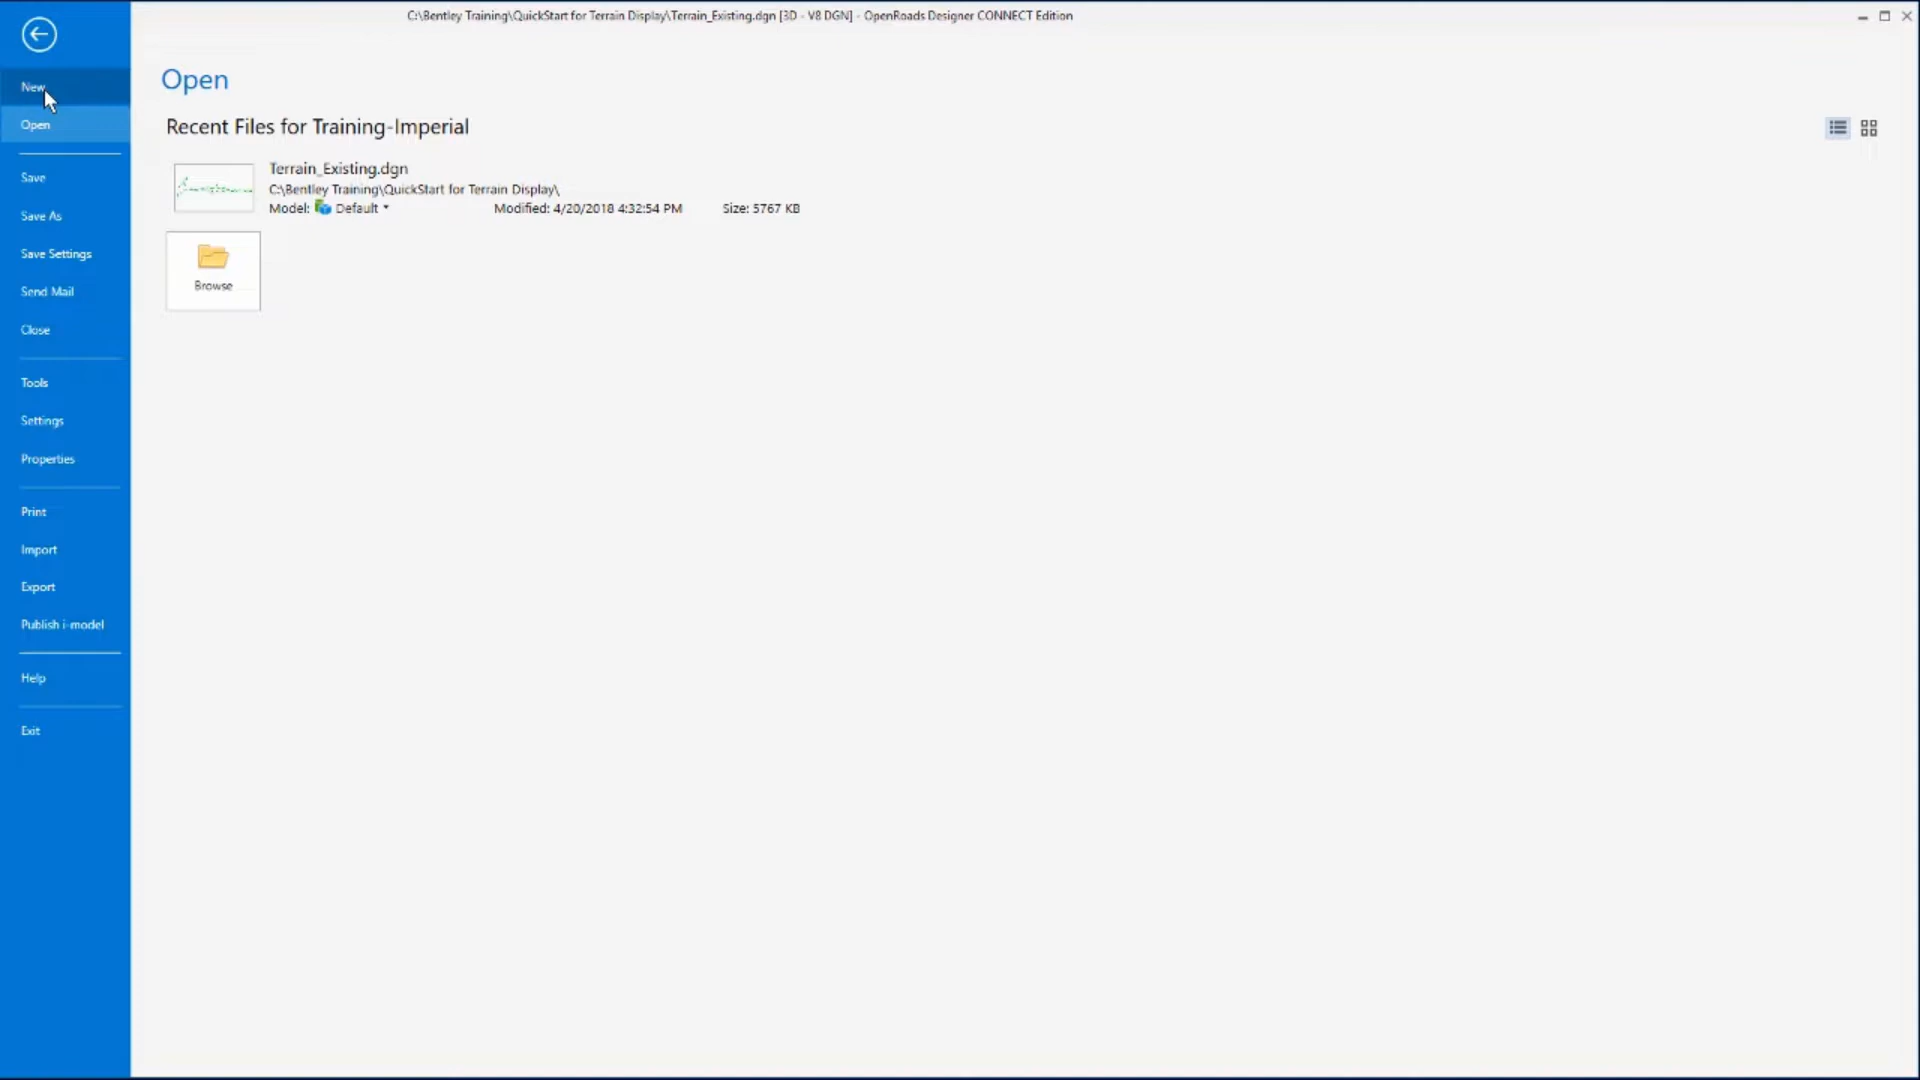 C:\Bentley Training\QuickStart for Terrain Display\Terrain_Existing.dgn [3D - V8 DGN] - OpenRoads Designer CONNECT Edition
New
Open
Save
Save As
Save Settings
Send Mail
Close
Tools
Settings
Properties
Print
Import
Export
Publish i-model
Help
Exit
Open
Recent Files for Training-Imperial
Terrain_Existing.dgn
C:\Bentley Training\QuickStart for Terrain Display\
Model: Default Modified: 4/20/2018 4:32:54 PM Size: 5767 KB
Browse